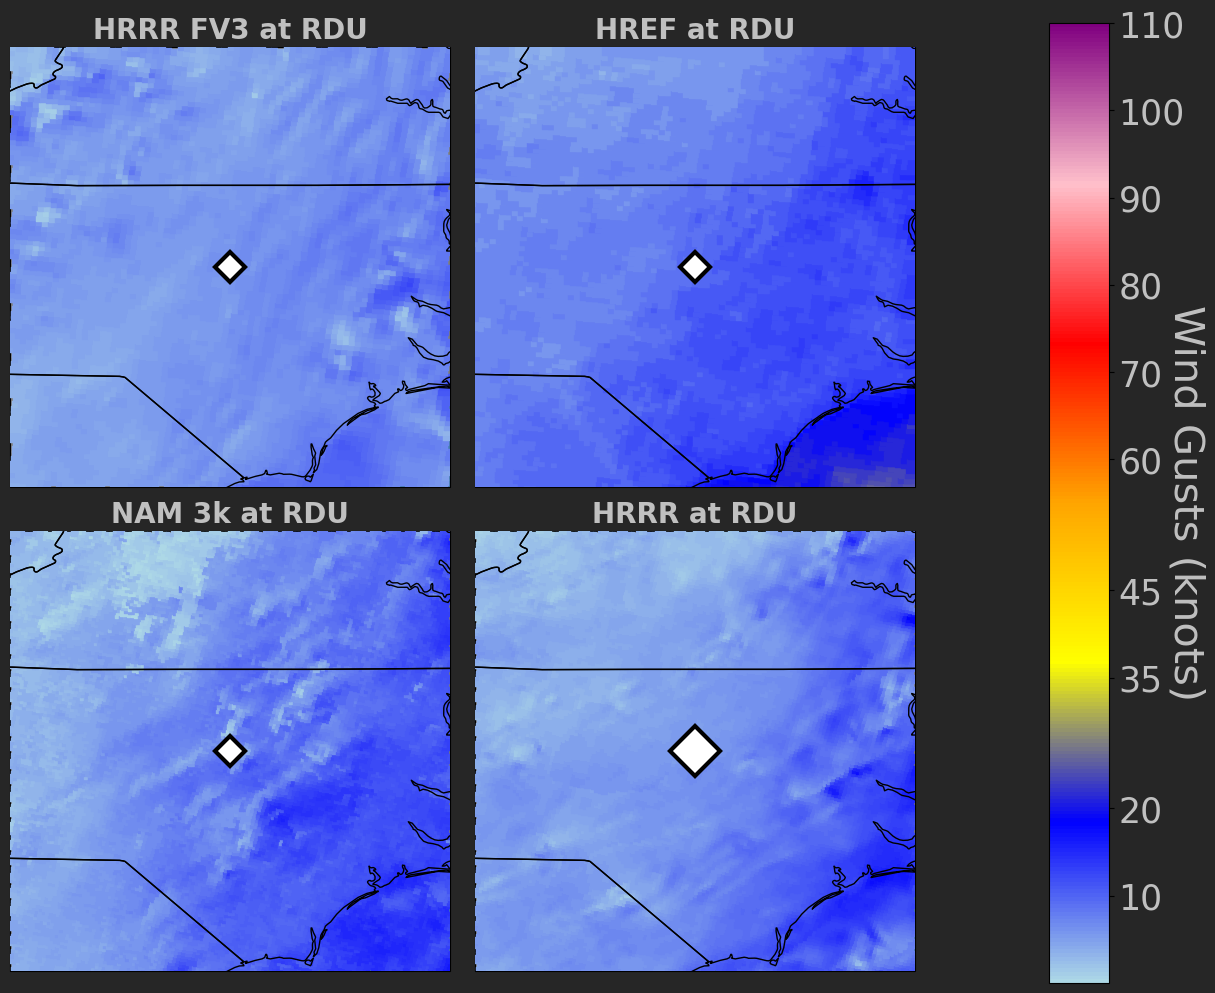 HRRR FV3 at RDU
HREF at RDU
NAM 3k at RDU
HRRR at RDU
110
100
90
80
70
60
45
35
20
10
Wind Gusts (knots)